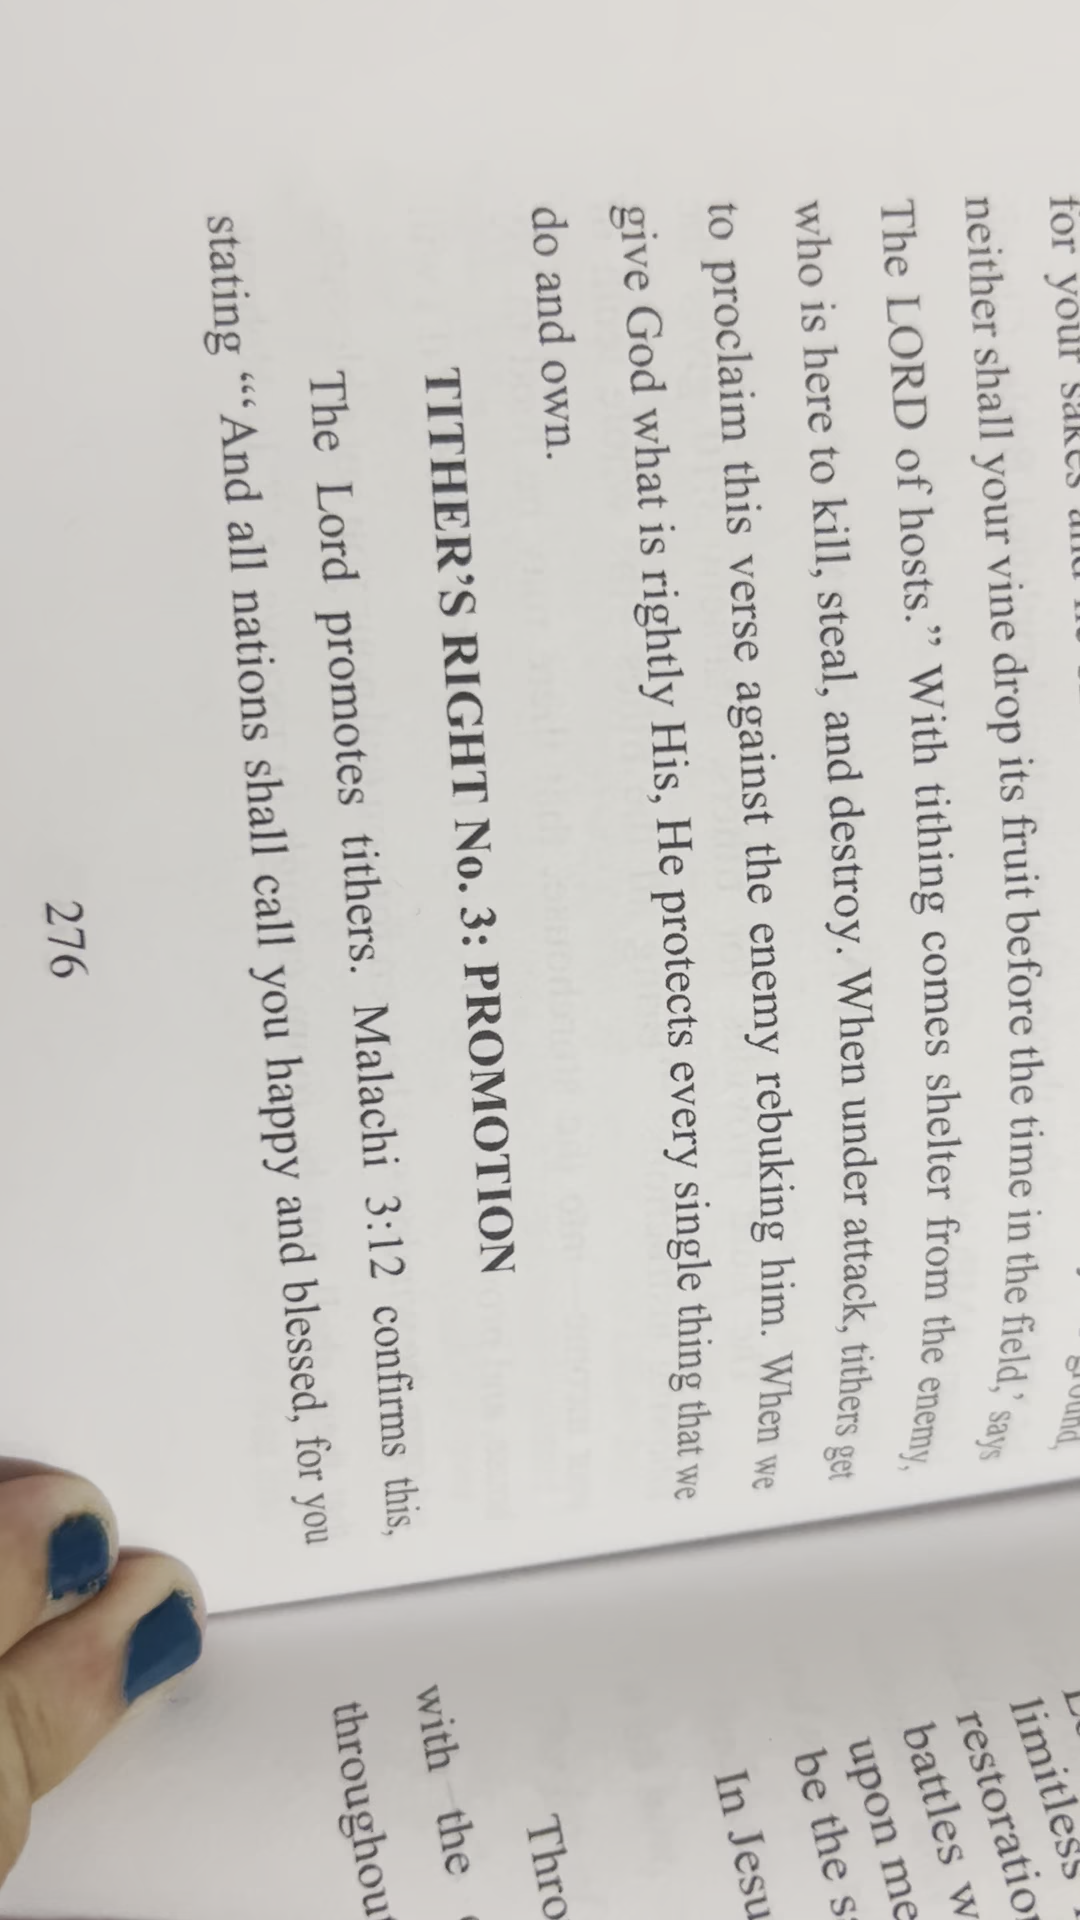 for your sakes and
ground,
neither shall your vine drop its fruit before the time in the field,’ says
The LORD of hosts.” With tithing comes shelter from the enemy,
who is here to kill, steal, and destroy. When under attack, tithers get
to proclaim this verse against the enemy rebuking him. When we
give God what is rightly His, He protects every single thing that we
do and own.
TITHER’S RIGHT No. 3: PROMOTION
The Lord promotes tithers. Malachi 3:12 confirms this,
stating “‘“And all nations shall call you happy and blessed, for you
276
limitless
restoration
battles w
upon me
be the s
In Jesu
Thro
with the
throughout